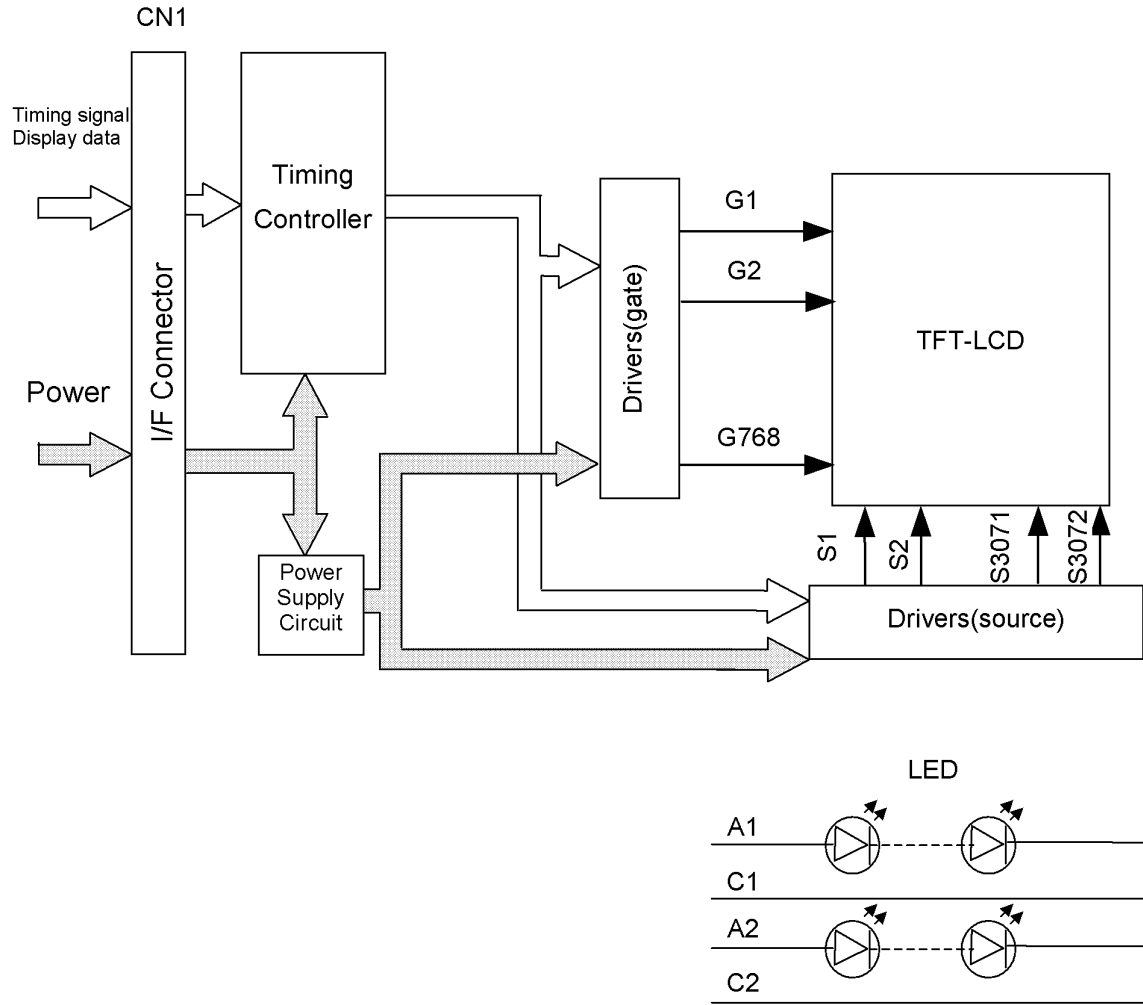 CN1
Timing signal
Display data
Power
I/F Connector
Timing
Controller
Power
Supply
Circuit
Drivers(gate)
G1
G2
G768
TFT-LCD
S1
S2
S3071
S3072
Drivers(source)
LED
A1
C1
A2
C2